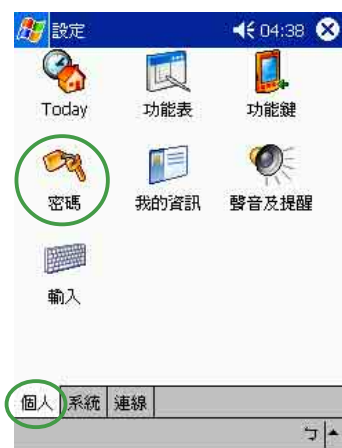 設定 04:38
Today 功能表 功能鍵
密碼 我的資訊 聲音及提醒
輸入
個人 系統 連線
ㄅ